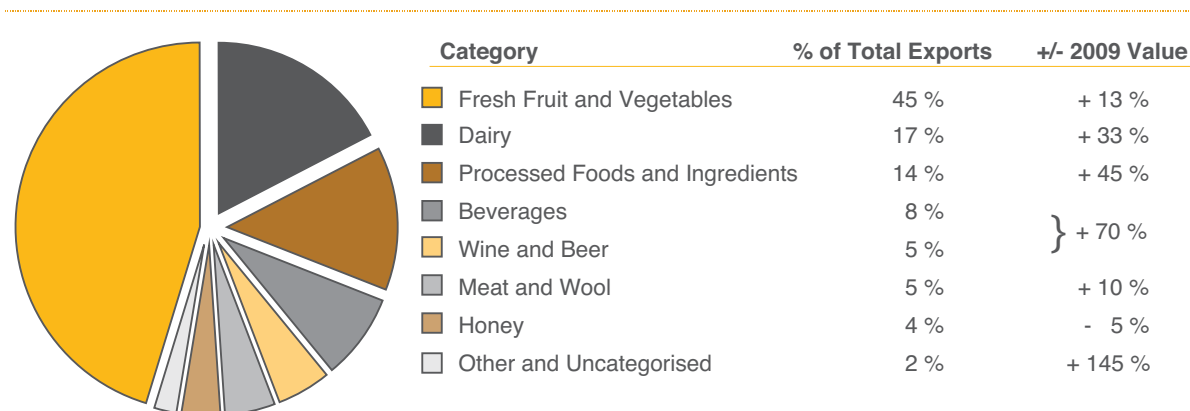 Category % of Total Exports +/- 2009 Value
Fresh Fruit and Vegetables 45 % + 13 %
Dairy 17 % + 33 %
Processed Foods and Ingredients 14 % + 45 %
Beverages 8 %
} + 70 %
Wine and Beer 5 %
Meat and Wool 5 % + 10 %
Honey 4 % - 5 %
Other and Uncategorised 2 % + 145 %